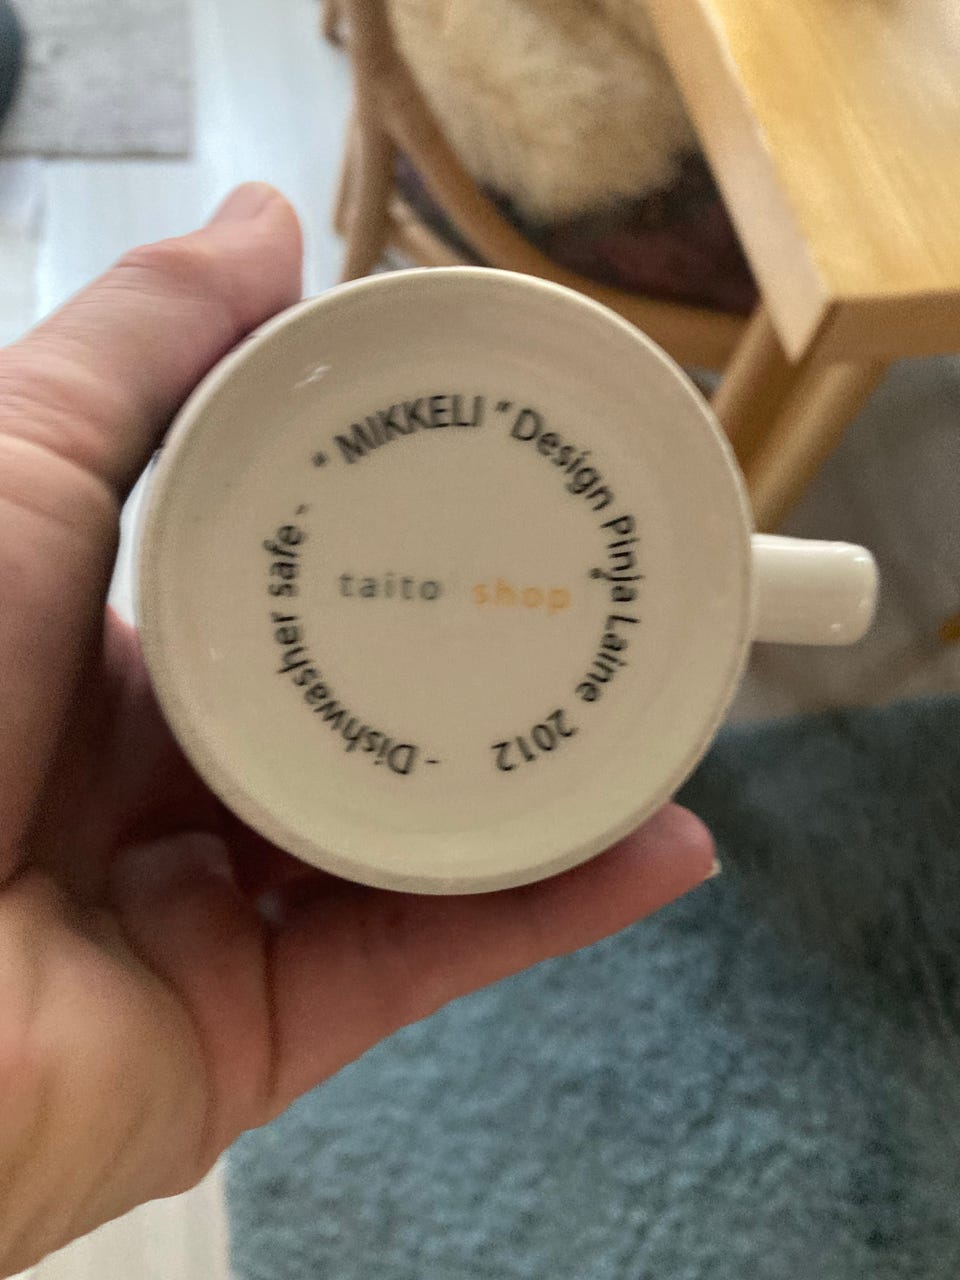 " MIKKELI " Design Pinja Laine 2012 - Dishwasher safe -
taito shop